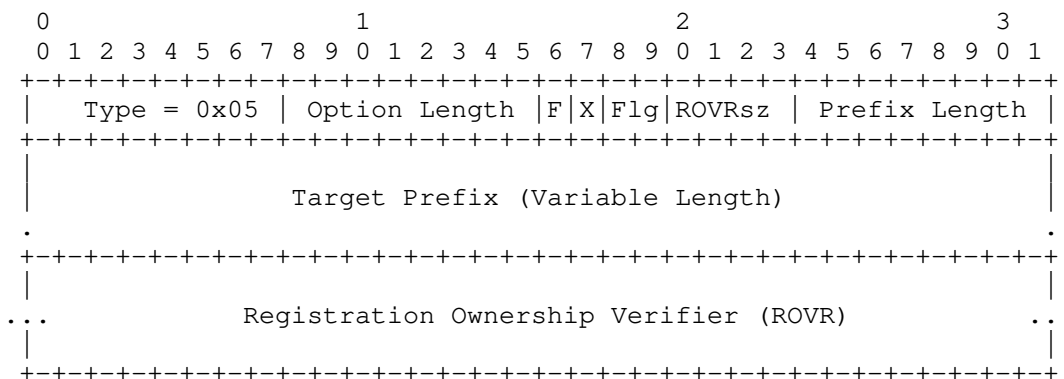 0                   1                   2                   3
 0 1 2 3 4 5 6 7 8 9 0 1 2 3 4 5 6 7 8 9 0 1 2 3 4 5 6 7 8 9 0 1
+-+-+-+-+-+-+-+-+-+-+-+-+-+-+-+-+-+-+-+-+-+-+-+-+-+-+-+-+-+-+-+-+
|   Type = 0x05 | Option Length |F|X|Flg|ROVRsz | Prefix Length |
+-+-+-+-+-+-+-+-+-+-+-+-+-+-+-+-+-+-+-+-+-+-+-+-+-+-+-+-+-+-+-+-+
|                                                               |
|                Target Prefix (Variable Length)                |
.                                                               .
+-+-+-+-+-+-+-+-+-+-+-+-+-+-+-+-+-+-+-+-+-+-+-+-+-+-+-+-+-+-+-+-+
|                                                               |
...            Registration Ownership Verifier (ROVR)           ..
|                                                               |
+-+-+-+-+-+-+-+-+-+-+-+-+-+-+-+-+-+-+-+-+-+-+-+-+-+-+-+-+-+-+-+-+